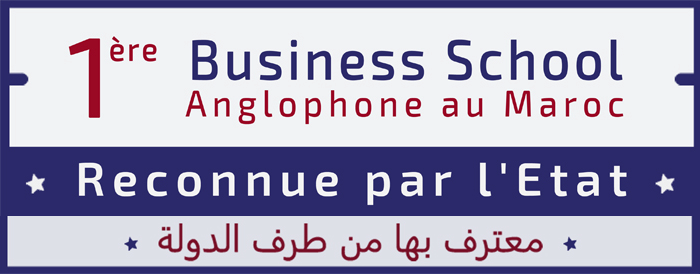 1ère Business School
Anglophone au Maroc
Reconnue par l'Etat
معترف بها من طرف الدولة